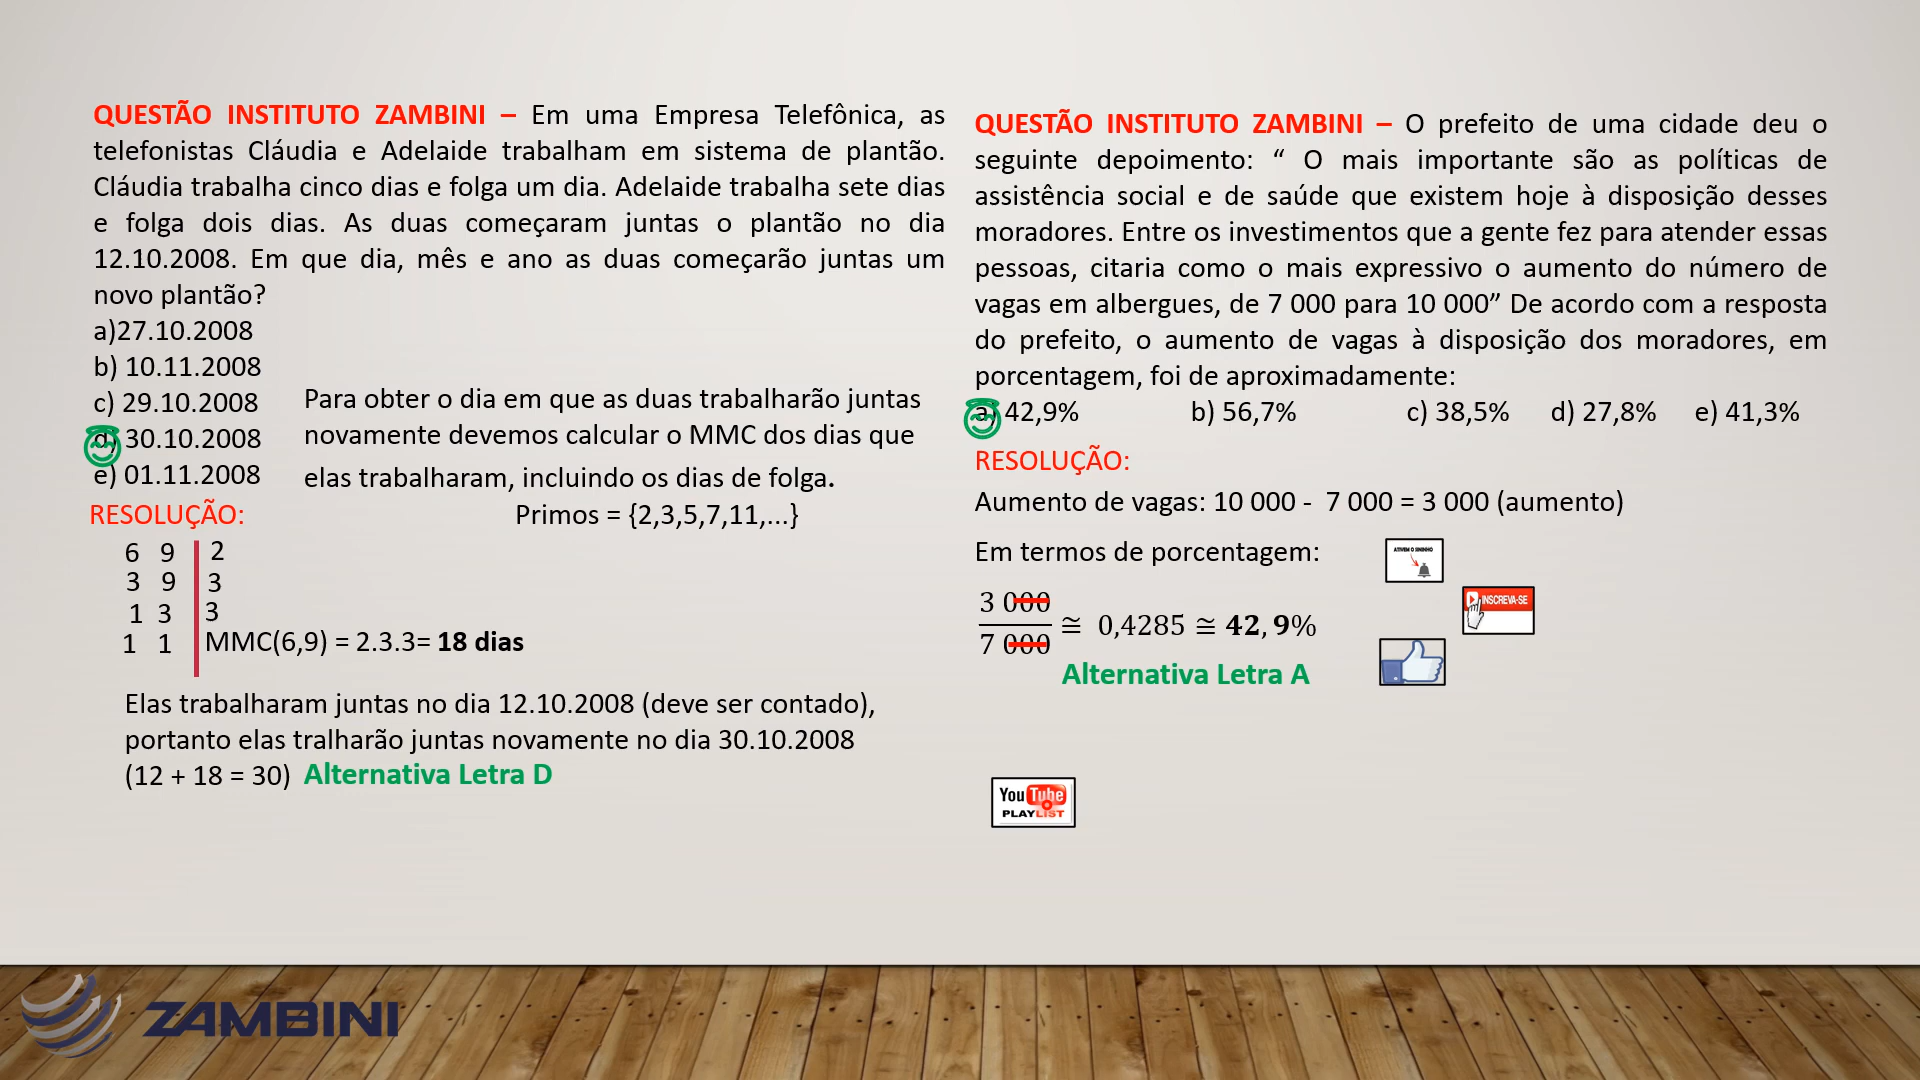 QUESTÃO INSTITUTO ZAMBINI – Em uma Empresa Telefônica, as
telefonistas Cláudia e Adelaide trabalham em sistema de plantão.
Cláudia trabalha cinco dias e folga um dia. Adelaide trabalha sete dias
e folga dois dias. As duas começaram juntas o plantão no dia
12.10.2008. Em que dia, mês e ano as duas começarão juntas um
novo plantão?
a)27.10.2008
b) 10.11.2008
c) 29.10.2008
d) 30.10.2008
e) 01.11.2008
Para obter o dia em que as duas trabalharão juntas
novamente devemos calcular o MMC dos dias que
elas trabalharam, incluindo os dias de folga.
RESOLUÇÃO:
Primos = {2,3,5,7,11,...}
6 9 2
3 9 3
1 3 3
1 1 MMC(6,9) = 2.3.3= 18 dias
Elas trabalharam juntas no dia 12.10.2008 (deve ser contado),
portanto elas tralharão juntas novamente no dia 30.10.2008
(12 + 18 = 30) Alternativa Letra D
QUESTÃO INSTITUTO ZAMBINI – O prefeito de uma cidade deu o
seguinte depoimento: “ O mais importante são as políticas de
assistência social e de saúde que existem hoje à disposição desses
moradores. Entre os investimentos que a gente fez para atender essas
pessoas, citaria como o mais expressivo o aumento do número de
vagas em albergues, de 7 000 para 10 000” De acordo com a resposta
do prefeito, o aumento de vagas à disposição dos moradores, em
porcentagem, foi de aproximadamente:
a) 42,9% b) 56,7% c) 38,5% d) 27,8% e) 41,3%
RESOLUÇÃO:
Aumento de vagas: 10 000 - 7 000 = 3 000 (aumento)
Em termos de porcentagem:
3 000
7 000
≅ 0,4285 ≅ 42,9%
Alternativa Letra A
ATIVEM O SININHO
INSCREVA-SE
You Tube
PLAYLIST
ZAMBINI